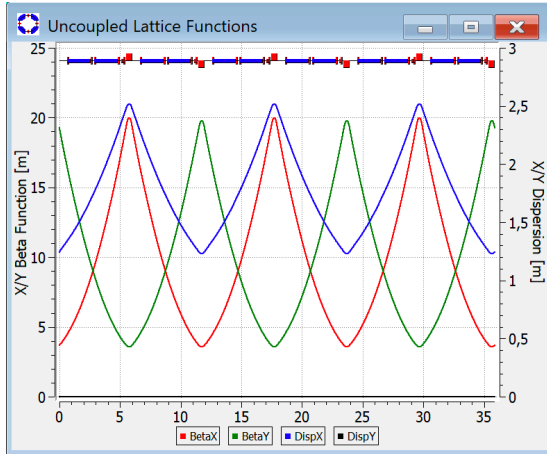 Uncoupled Lattice Functions
X/Y Beta Function [m]
25
20
15
10
5
0
3
2,5
2
1,5
1
0,5
0
X/Y Dispersion [m]
0 5 10 15 20 25 30 35
BetaX BetaY DispX DispY